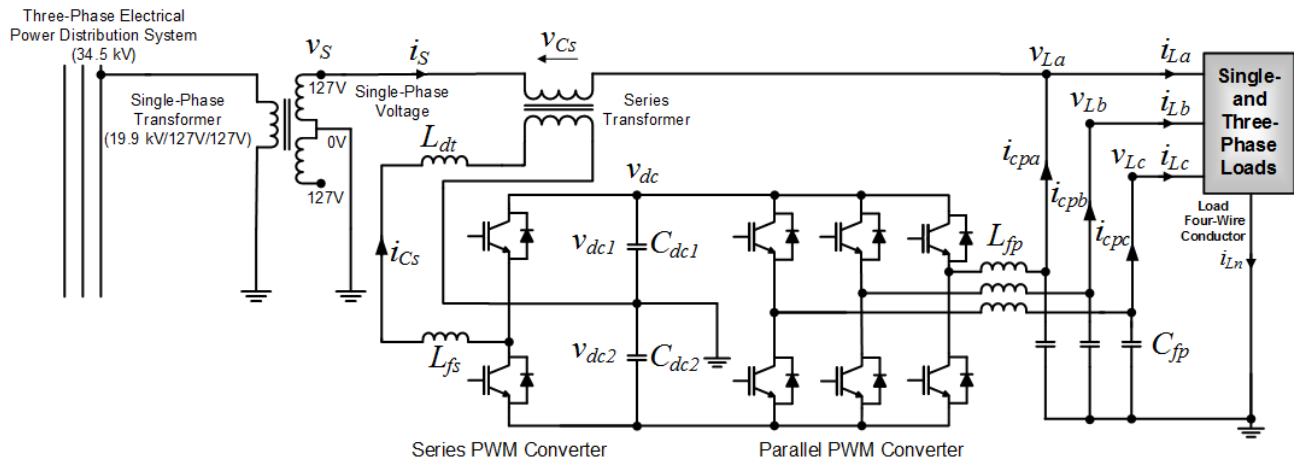 Three-Phase Electrical
Power Distribution System
(34.5 kV)
v_S
i_S
v_Cs
v_La
i_La
127V
Single-Phase
Voltage
Single-Phase
Transformer
(19.9 kV/127V/127V)
0V
127V
Series
Transformer
L_dt
v_Lb
i_Lb
v_Lc
i_Lc
Single-
and
Three-
Phase
Loads
i_cpa
i_cpb
i_cpc
Load
Four-Wire
Conductor
i_Ln
v_dc
i_Cs
v_dc1
C_dc1
L_fp
L_fs
v_dc2
C_dc2
C_fp
Series PWM Converter
Parallel PWM Converter